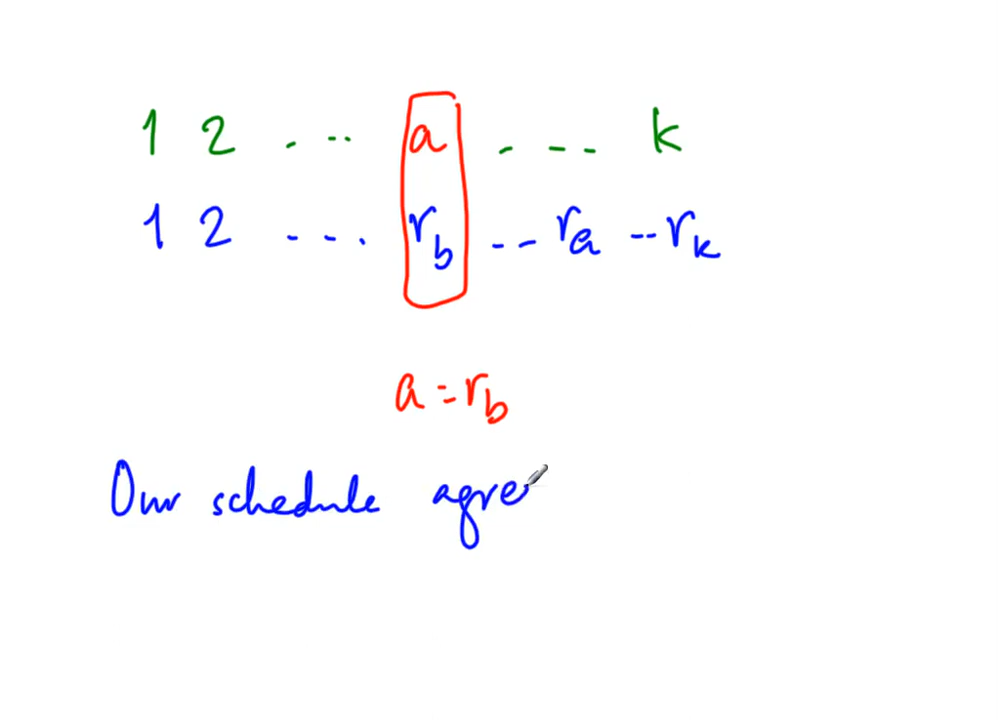 1 2 . -- a . -- k
1 2 --. r_b -- r_a -- r_k
a = r_b
Our schedule agre